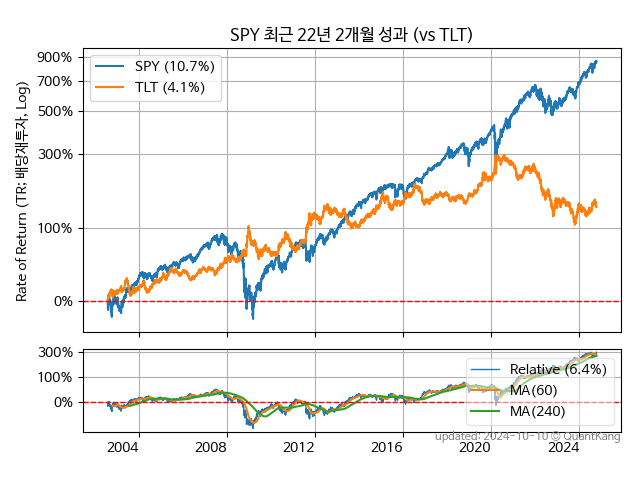 SPY 최근 22년 2개월 성과 (vs TLT)
Rate of Return (TR: 배당재투자, Log)
900%
700%
500%
300%
100%
0%
SPY (10.7%)
TLT (4.1%)
300%
100%
0%
Relative (6.4%)
MA(60)
MA(240)
2004
2008
2012
2016
2020
2024
updated: 2024-10-10 © QuantKang